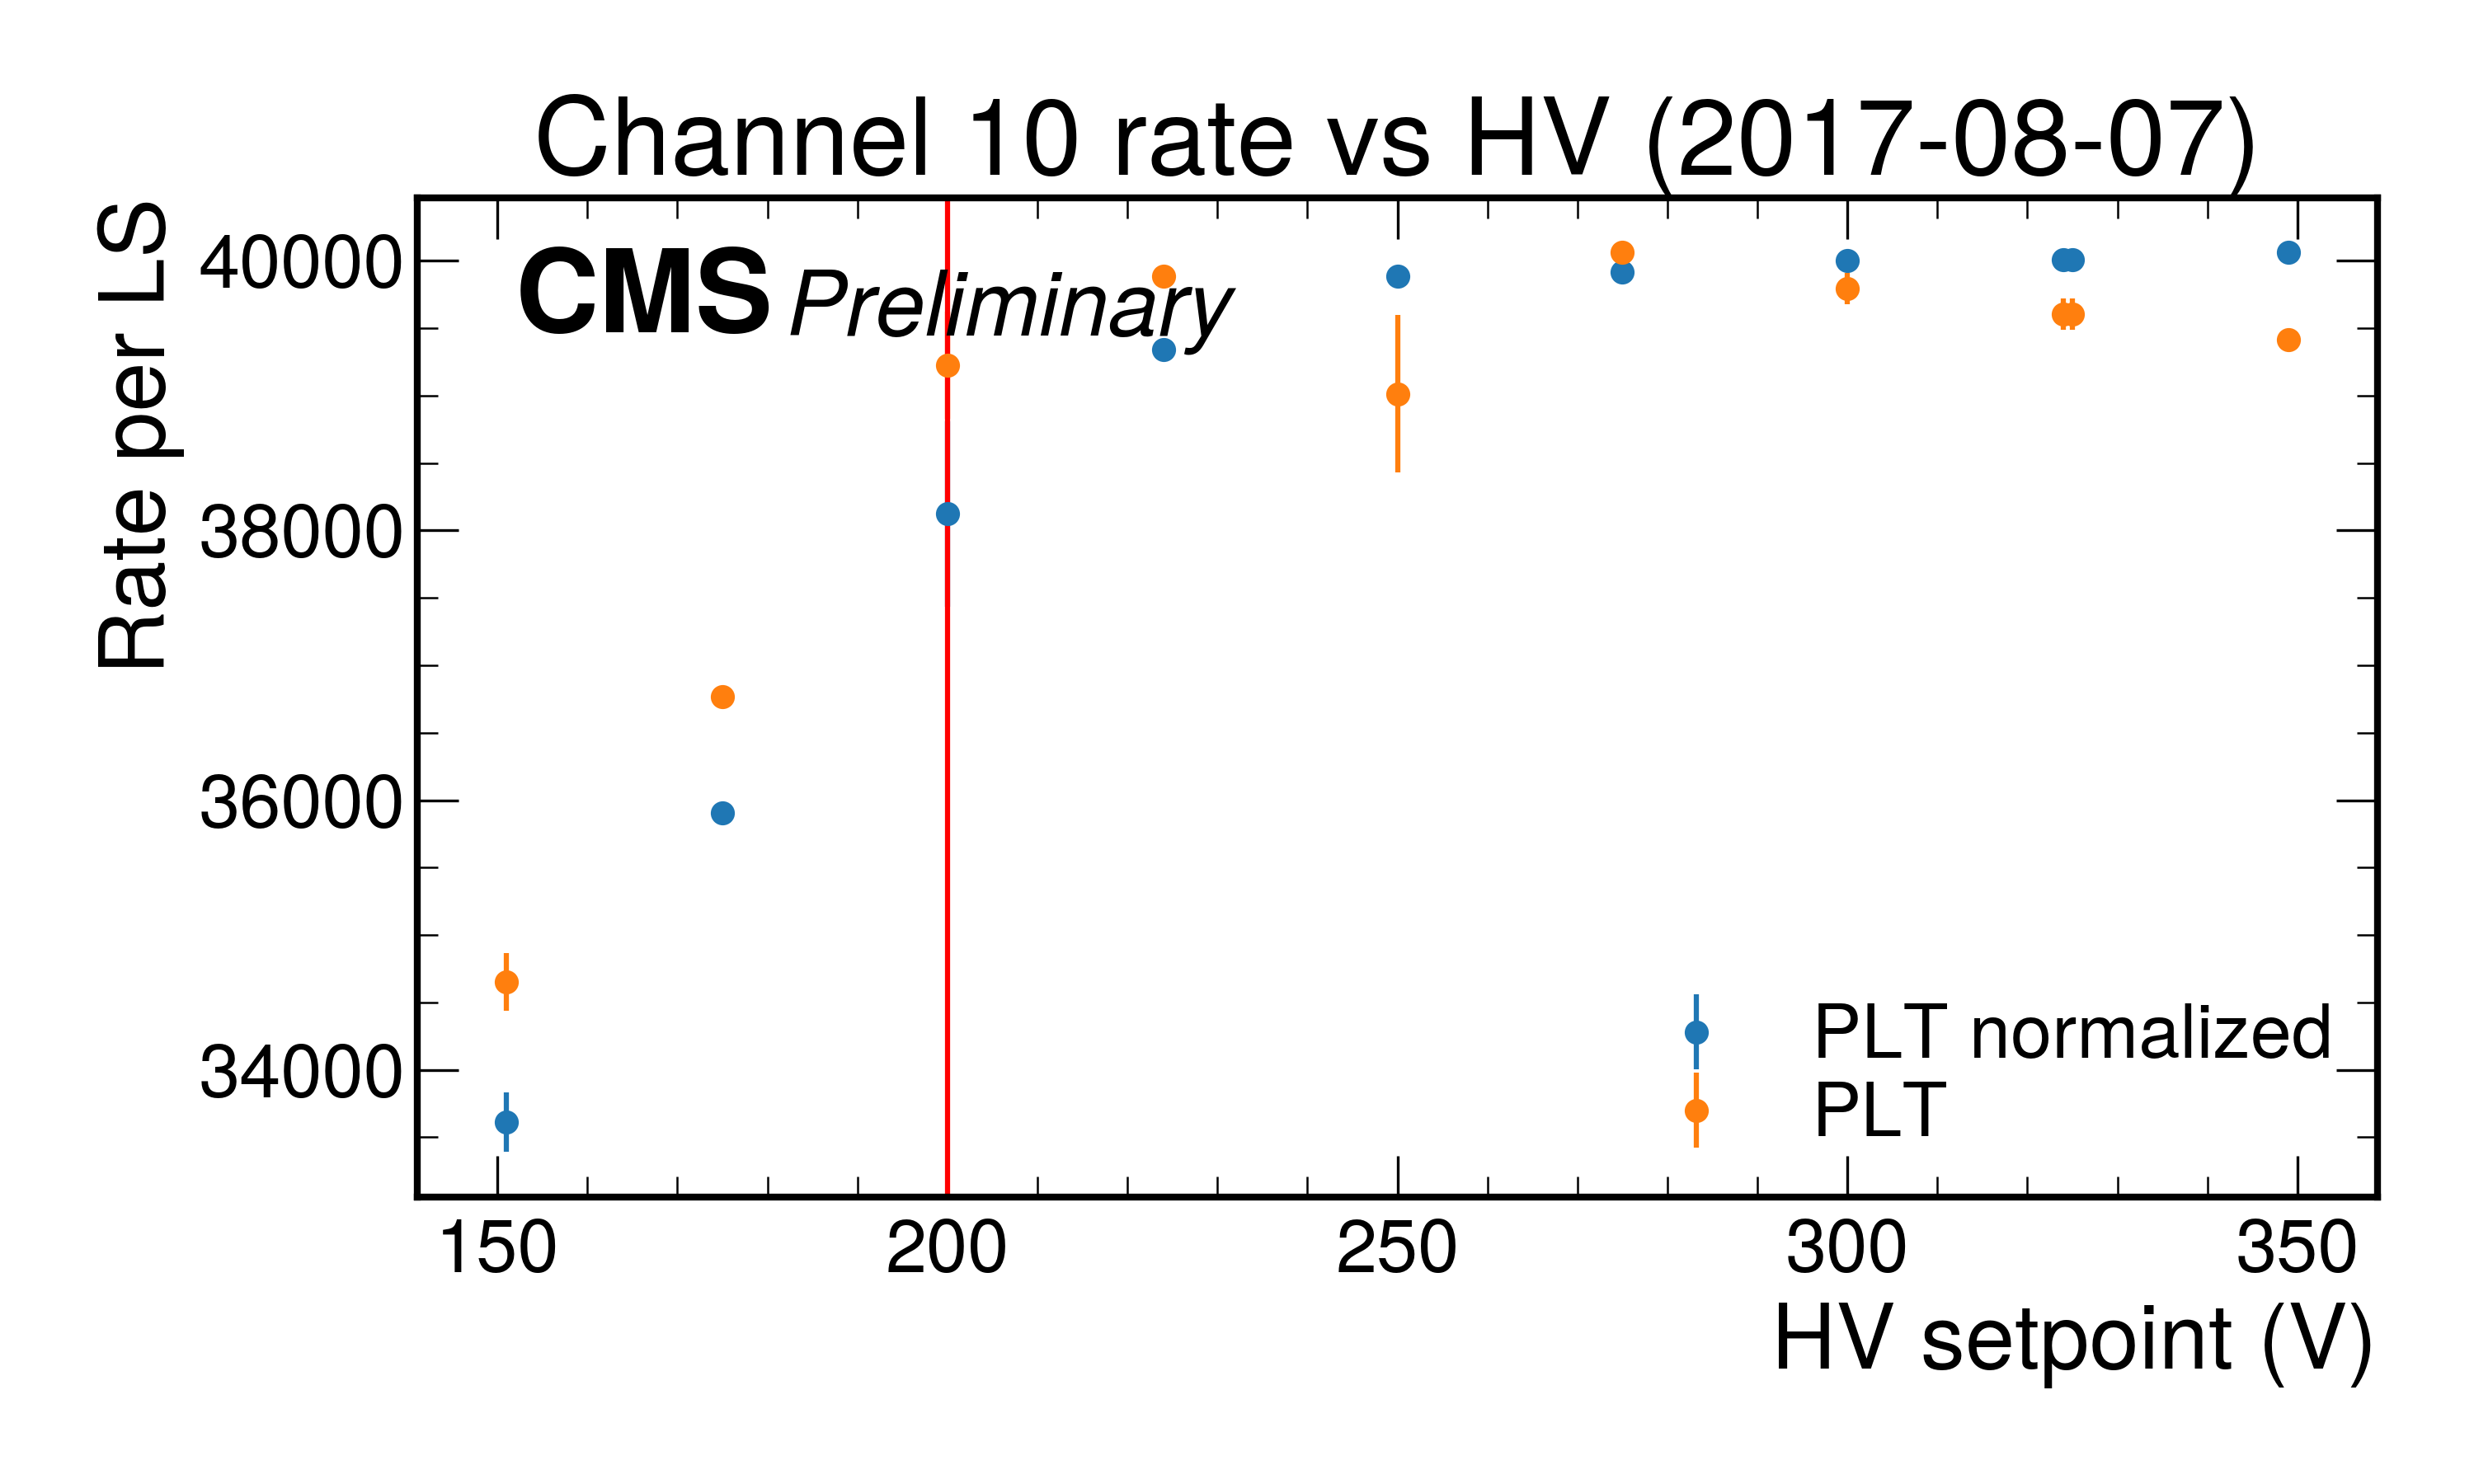 Channel 10 rate vs HV (2017-08-07)
Rate per LS
CMS Preliminary
40000
38000
36000
34000
PLT normalized
PLT
150 200 250 300 350
HV setpoint (V)